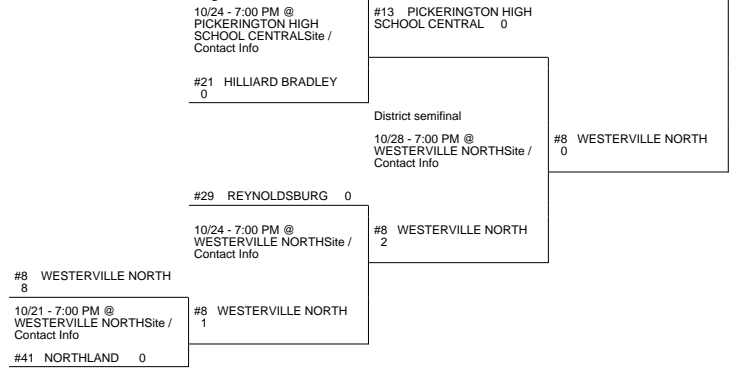 10/24 - 7:00 PM @
PICKERINGTON HIGH
SCHOOL CENTRALSite /
Contact Info
#13 PICKERINGTON HIGH
SCHOOL CENTRAL 0
#21 HILLIARD BRADLEY
0
District semifinal
10/28 - 7:00 PM @
WESTERVILLE NORTHSite /
Contact Info
#8 WESTERVILLE NORTH
0
#29 REYNOLDSBURG 0
10/24 - 7:00 PM @
WESTERVILLE NORTHSite /
Contact Info
#8 WESTERVILLE NORTH
2
#8 WESTERVILLE NORTH
8
10/21 - 7:00 PM @
WESTERVILLE NORTHSite /
Contact Info
#8 WESTERVILLE NORTH
1
#41 NORTHLAND 0